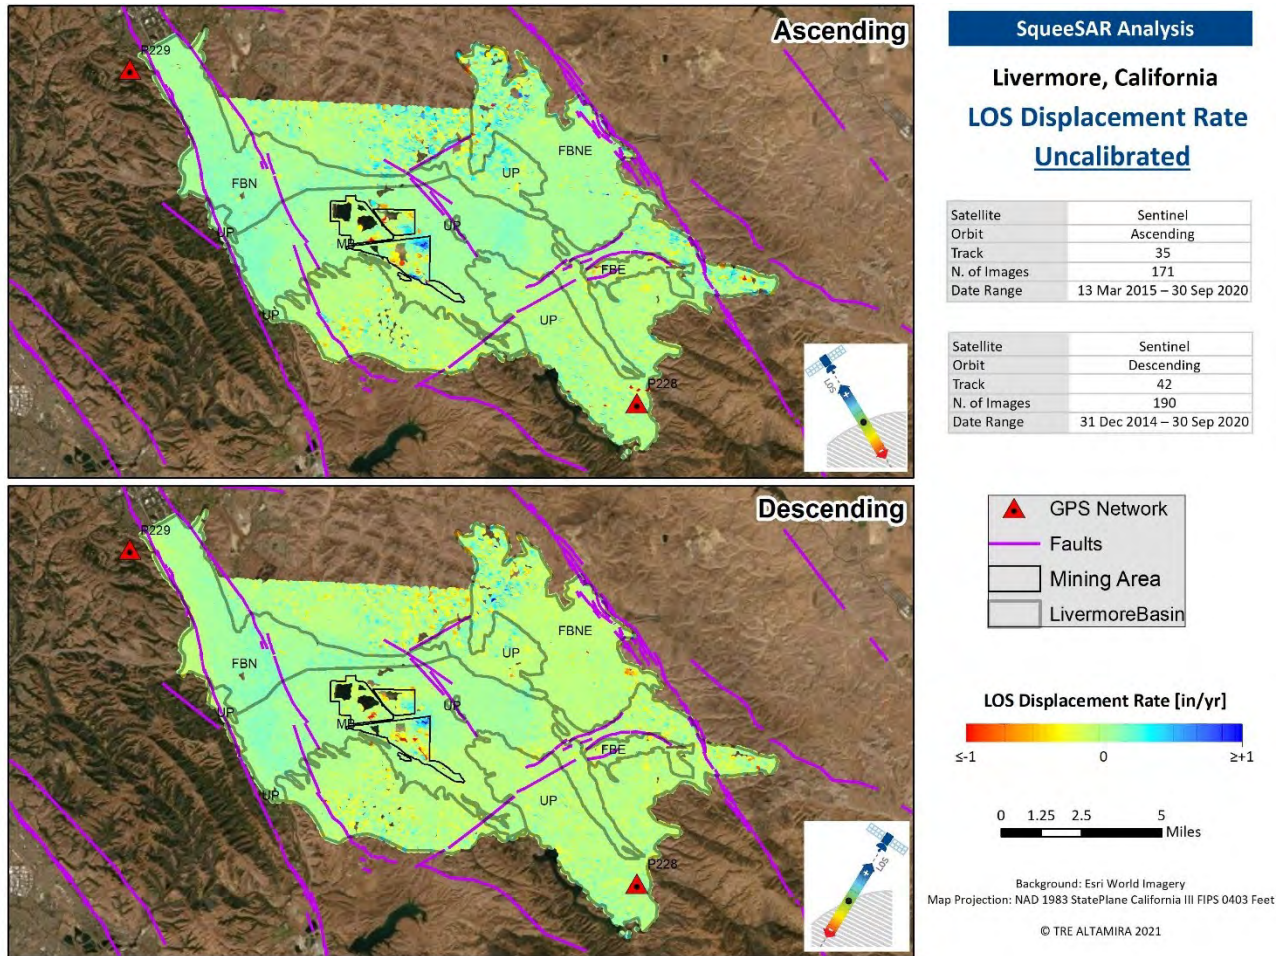 Ascending
P229
FBNE
UP
FBN
UP
UP
MB
FBE
UP
UP
P228
LOS
Descending
P229
FBNE
UP
FBN
UP
UP
MB
FBE
UP
UP
P228
LOS
SqueeSAR Analysis
Livermore, California
LOS Displacement Rate
Uncalibrated
Satellite Sentinel
Orbit Ascending
Track 35
N. of Images 171
Date Range 13 Mar 2015 – 30 Sep 2020
Satellite Sentinel
Orbit Descending
Track 42
N. of Images 190
Date Range 31 Dec 2014 – 30 Sep 2020
GPS Network
Faults
Mining Area
LivermoreBasin
LOS Displacement Rate [in/yr]
≤-1 0 ≥+1
0 1.25 2.5 5
Miles
Background: Esri World Imagery
Map Projection: NAD 1983 StatePlane California III FIPS 0403 Feet
© TRE ALTAMIRA 2021